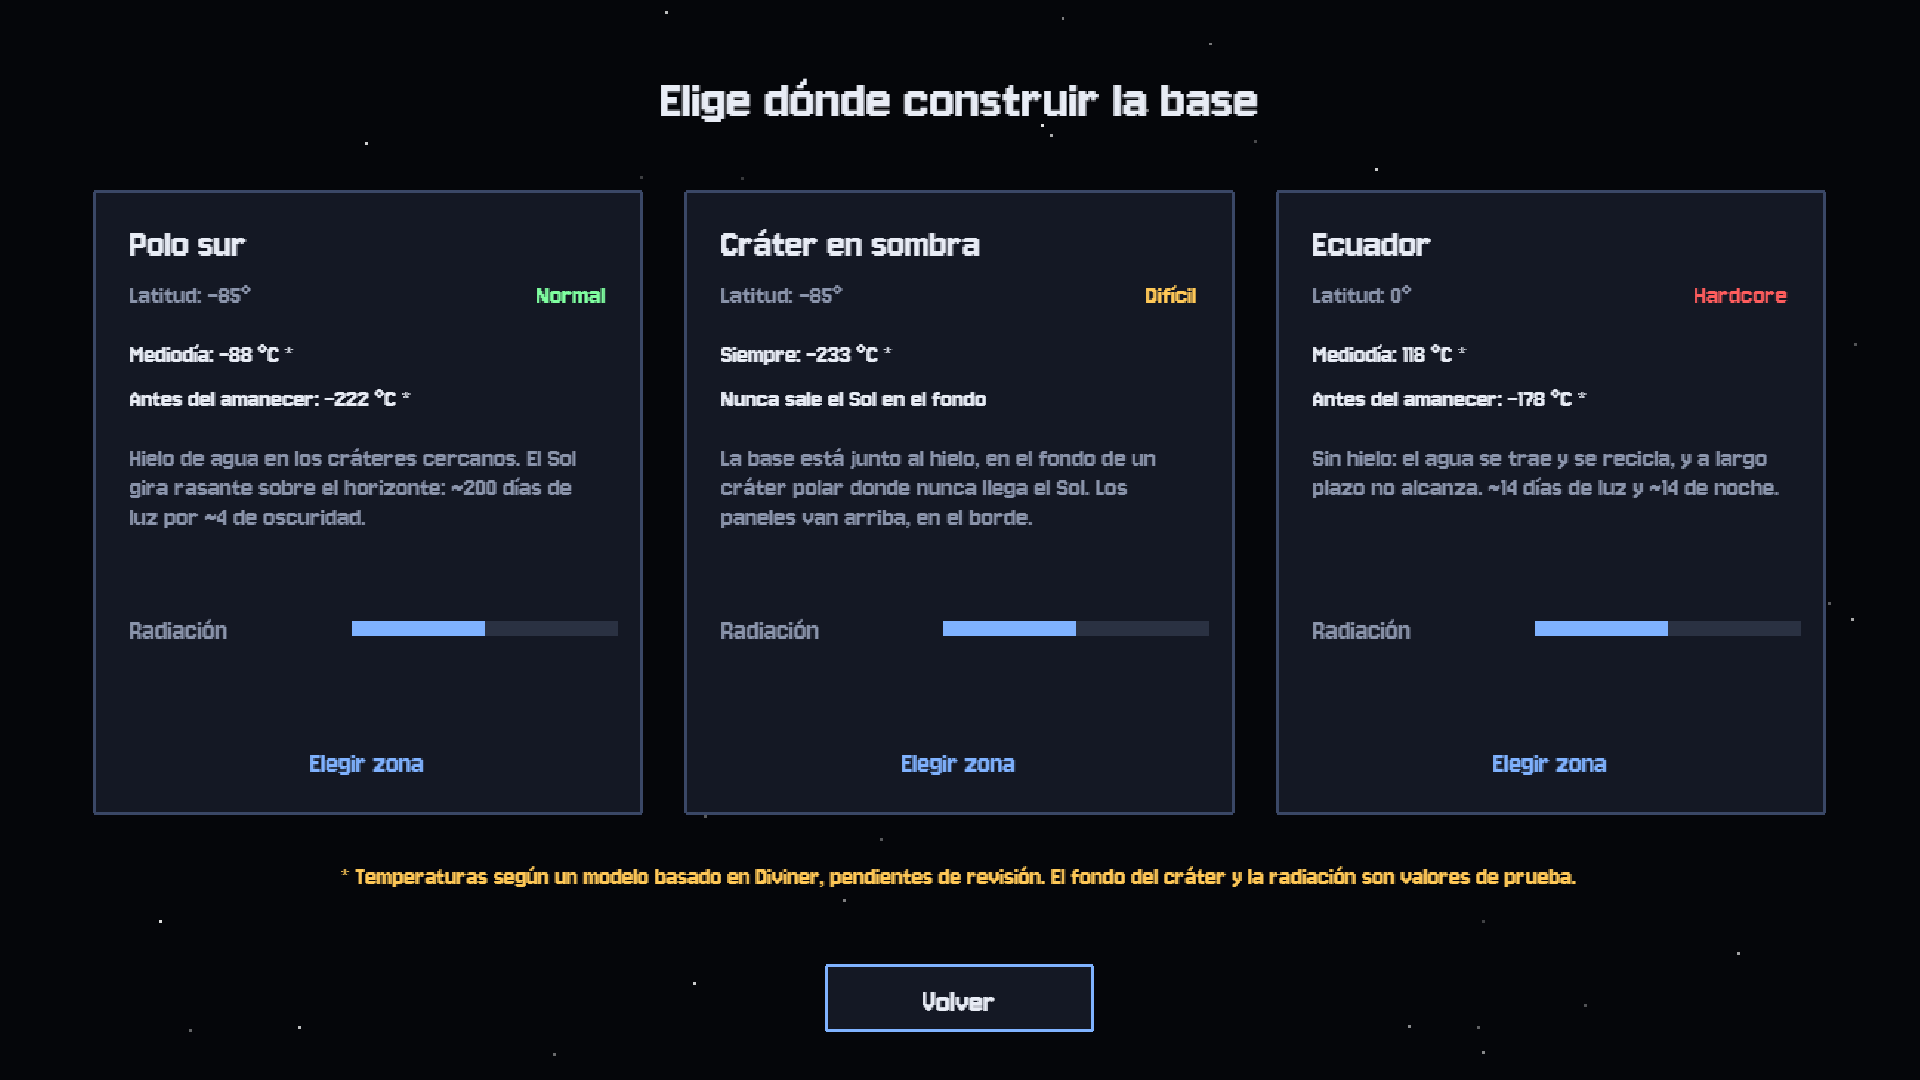 Elige dónde construir la base
Polo sur
Latitud: -85°
Normal
Mediodía: -88 °C *
Antes del amanecer: -222 °C *
Hielo de agua en los cráteres cercanos. El Sol
gira rasante sobre el horizonte: ~200 días de
luz por ~4 de oscuridad.
Radiación
Elegir zona
Cráter en sombra
Latitud: -85°
Difícil
Siempre: -233 °C *
Nunca sale el Sol en el fondo
La base está junto al hielo, en el fondo de un
cráter polar donde nunca llega el Sol. Los
paneles van arriba, en el borde.
Radiación
Elegir zona
Ecuador
Latitud: 0°
Hardcore
Mediodía: 118 °C *
Antes del amanecer: -178 °C *
Sin hielo: el agua se trae y se recicla, y a largo
plazo no alcanza. ~14 días de luz y ~14 de noche.
Radiación
Elegir zona
* Temperaturas según un modelo basado en Diviner, pendientes de revisión. El fondo del cráter y la radiación son valores de prueba.
Volver